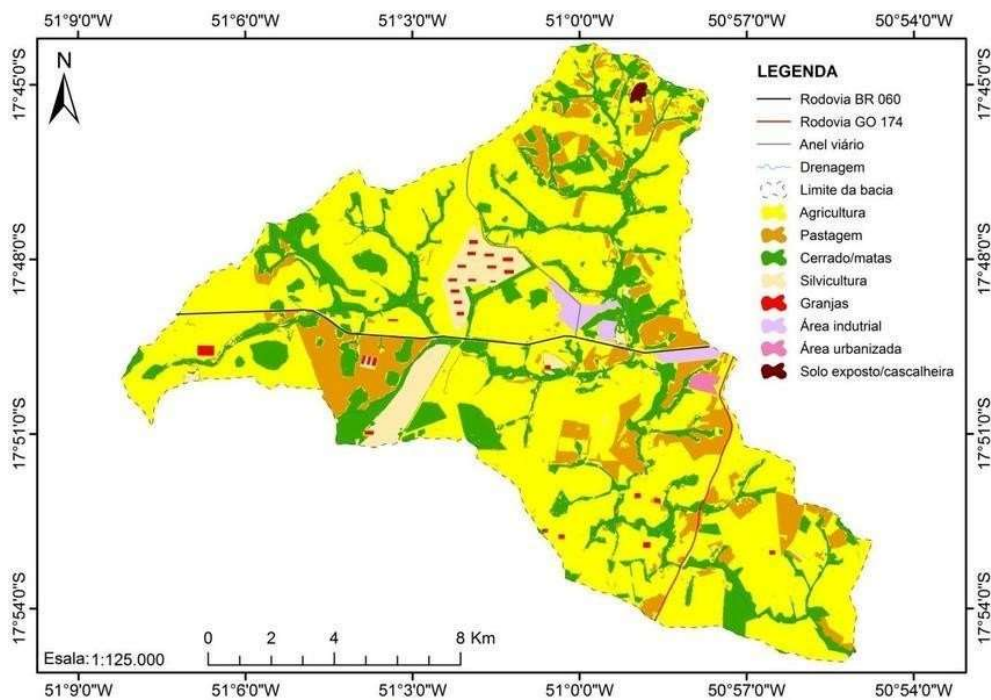 51°9'0"W 51°6'0"W 51°3'30"W 51°0'0"W 50°57'0"W 50°54'0"W
17°45'0"S
17°48'0"S
17°51'0"S
17°54'0"S
N
LEGENDA
Rodovia BR 060
Rodovia GO 174
Anel viário
Drenagem
Limite da bacia
Agricultura
Pastagem
Cerrado/matas
Silvicultura
Granjas
Área indutrial
Área urbanizada
Solo exposto/cascalheira
17°45'0"S
17°48'0"S
17°51'0"S
17°54'0"S
0 2 4 8 Km
Esala: 1:125.000
51°9'0"W 51°6'0"W 51°3'30"W 51°0'0"W 50°57'0"W 50°54'0"W